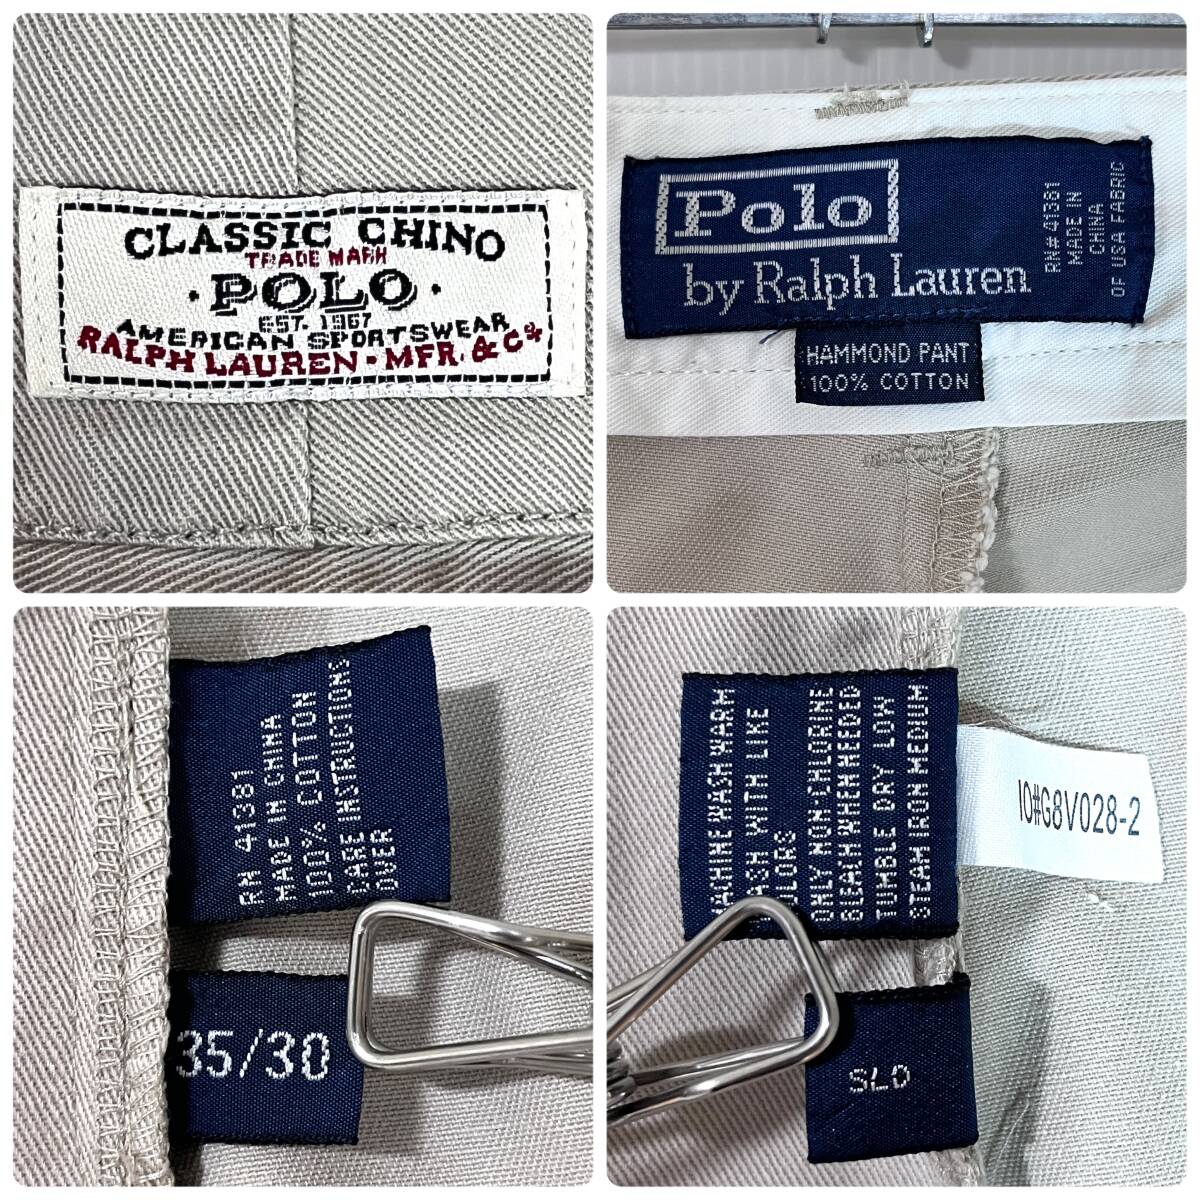 CLASSIC CHINO
TRADE MARK
· POLO ·
EST. 1967
AMERICAN SPORTSWEAR
RALPH LAUREN · MFR. & Co
Polo
by Ralph Lauren
RN# 41381
MADE IN
CHINA
OF USA FABRIC
HAMMOND PANT
100% COTTON
RN 41381
MADE IN CHINA
100% COTTON
CARE INSTRUCTIONS
OVER
35/30
MACHINE WASH WARM
WASH WITH LIKE
COLORS
ONLY NON-CHLORINE
BLEACH WHEN NEEDED
TUMBLE DRY LOW
STEAM IRON MEDIUM
IO#G8V028-2
SLO